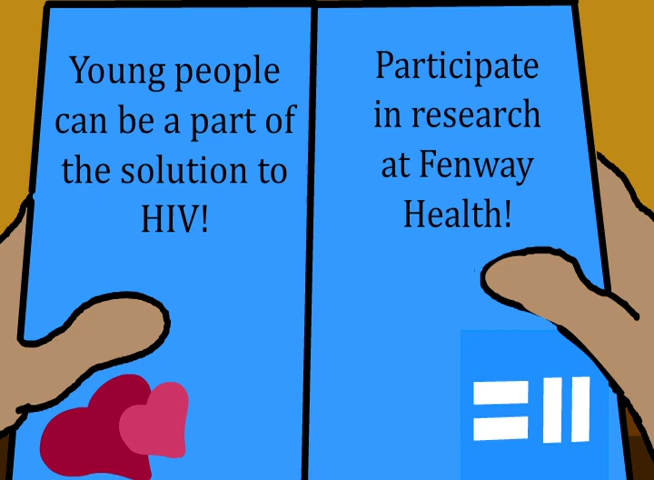 Young people
can be a part of
the solution to
HIV!
Participate
in research
at Fenway
Health!